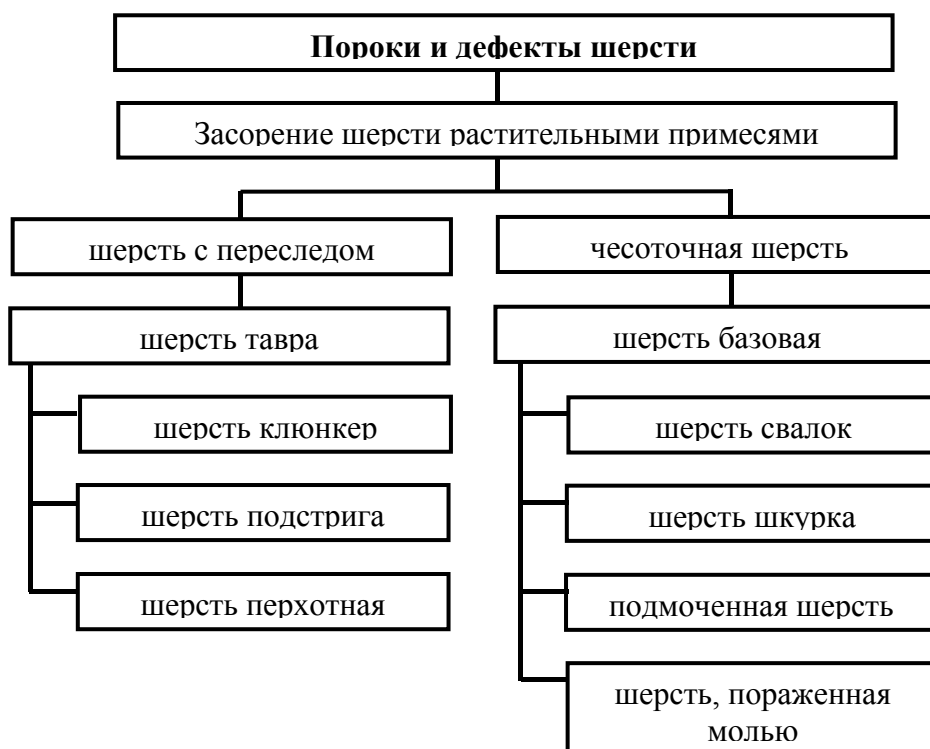 Пороки и дефекты шерсти
Засорение шерсти растительными примесями
шерсть с переследом
чесоточная шерсть
шерсть тавра
шерсть базовая
шерсть клюнкер
шерсть свалок
шерсть подстрига
шерсть шкурка
шерсть перхотная
подмоченная шерсть
шерсть, пораженная
молью